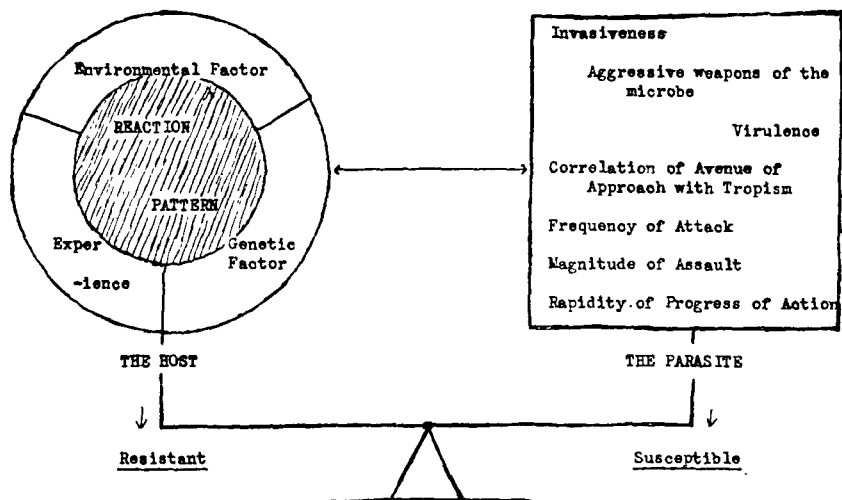 Environmental Factor
REACTION
PATTERN
Exper
-ience
Genetic
Factor
THE HOST
Resistant
Invasiveness
Aggressive weapons of the
microbe
Virulence
Correlation of Avenue of
Approach with Tropism
Frequency of Attack
Magnitude of Assault
Rapidity.of Progress of Action
THE PARASITE
Susceptible